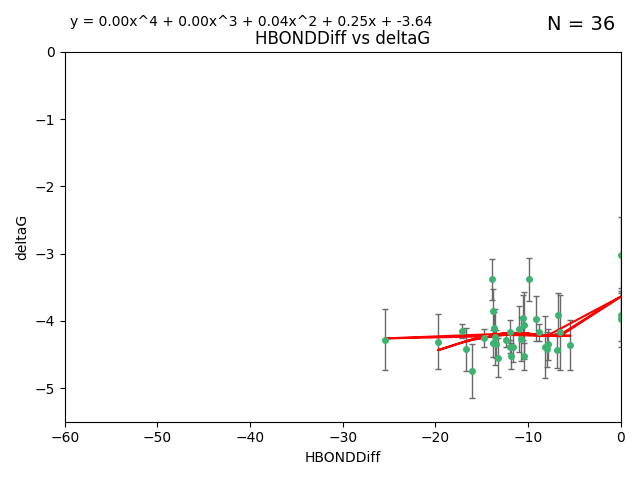 y = 0.00x^4 + 0.00x^3 + 0.04x^2 + 0.25x + -3.64
N = 36
HBONDDiff vs deltaG
0
−1
−2
−3
−4
−5
deltaG
−60 −50 −40 −30 −20 −10 0
HBONDDiff